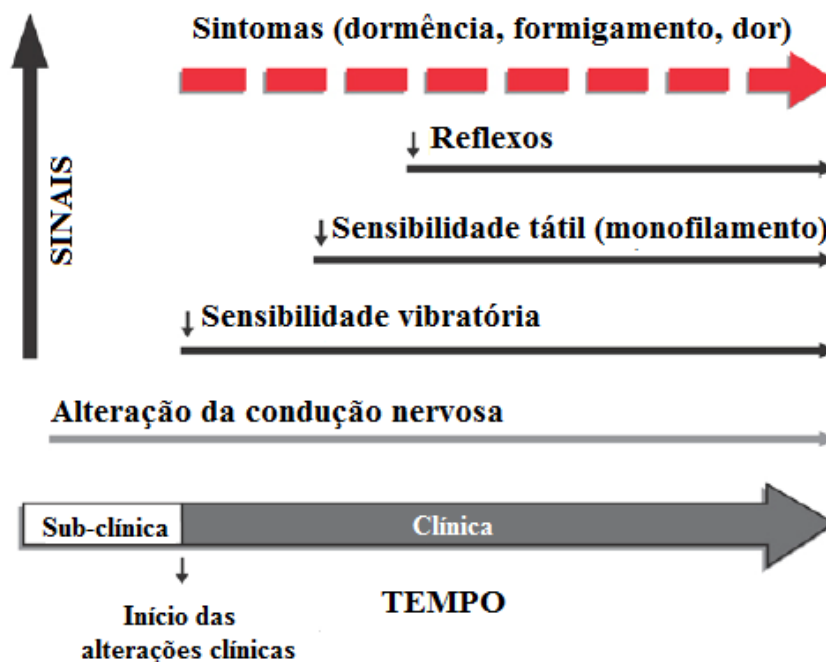 Sintomas (dormência, formigamento, dor)
↓ Reflexos
SINAIS
↓ Sensibilidade tátil (monofilamento)
↓ Sensibilidade vibratória
Alteração da condução nervosa
Sub-clínica
Clínica
Início das
alterações clínicas
TEMPO